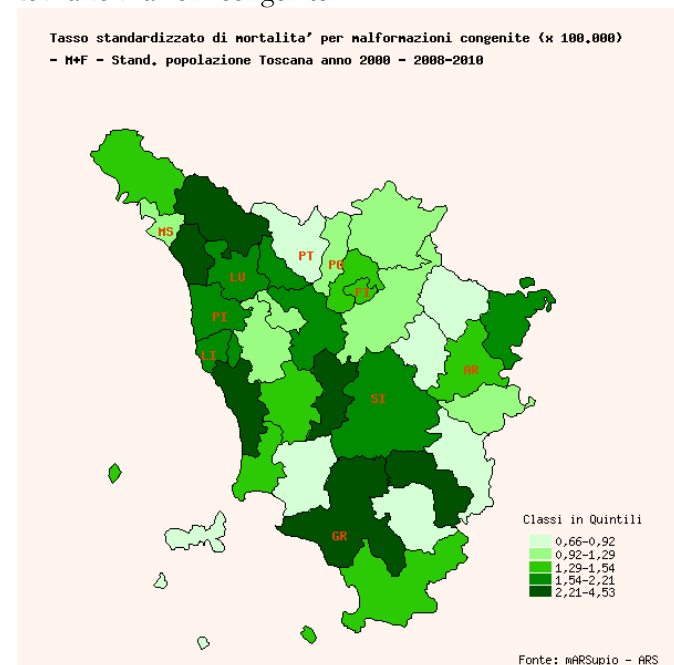 Tasso standardizzato di mortalita' per malformazioni congenite (x 100.000)
- M+F - Stand. popolazione Toscana anno 2000 - 2008-2010
MS
PT
PO
LU
FI
PI
LI
AR
SI
GR
Classi in Quintili
0,66-0,92
0,92-1,29
1,29-1,54
1,54-2,21
2,21-4,53
Fonte: mARSupio - ARS